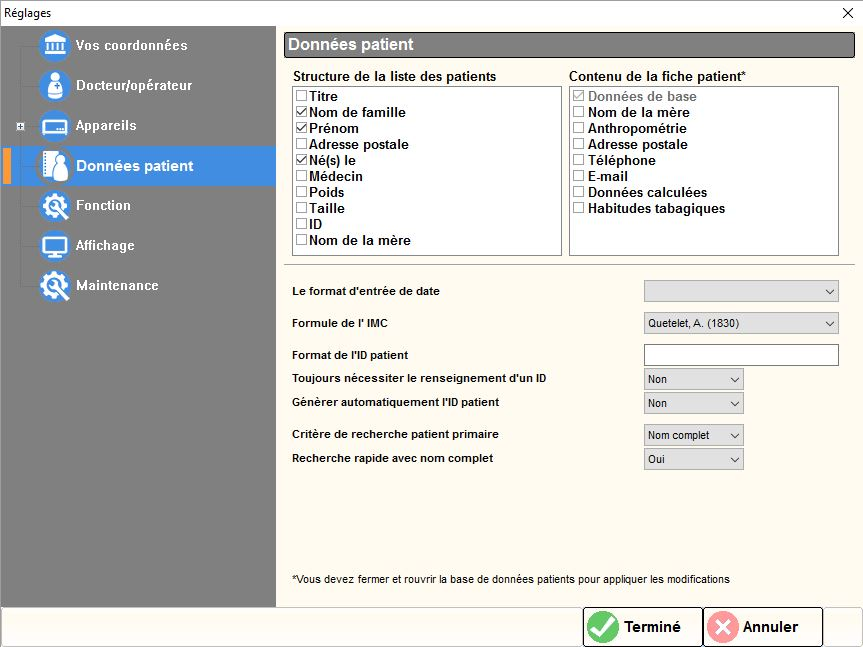 Réglages
Vos coordonnées
Docteur/opérateur
Appareils
Données patient
Fonction
Affichage
Maintenance
Données patient
Structure de la liste des patients
Titre
Nom de famille
Prénom
Adresse postale
Né(s) le
Médecin
Poids
Taille
ID
Nom de la mère
Contenu de la fiche patient*
Données de base
Nom de la mère
Anthropométrie
Adresse postale
Téléphone
E-mail
Données calculées
Habitudes tabagiques
Le format d'entrée de date
Formule de l' IMC
Quetelet, A. (1830)
Format de l'ID patient
Toujours nécessiter le renseignement d'un ID
Non
Génèrer automatiquement l'ID patient
Non
Critère de recherche patient primaire
Nom complet
Recherche rapide avec nom complet
Oui
*Vous devez fermer et rouvrir la base de données patients pour appliquer les modifications
Terminé
Annuler